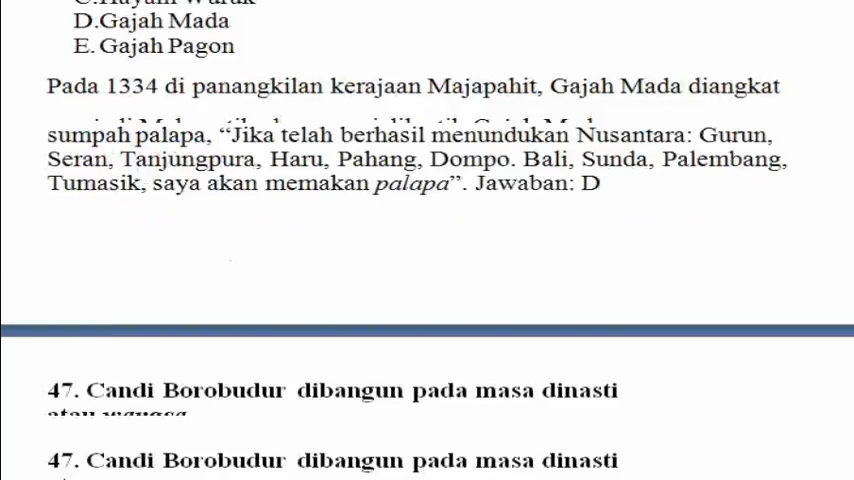 D.Gajah Mada
E. Gajah Pagon
Pada 1334 di panangkilan kerajaan Majapahit, Gajah Mada diangkat
sumpah palapa, “Jika telah berhasil menundukan Nusantara: Gurun,
Seran, Tanjungpura, Haru, Pahang, Dompo. Bali, Sunda, Palembang,
Tumasik, saya akan memakan palapa”. Jawaban: D
47. Candi Borobudur dibangun pada masa dinasti
47. Candi Borobudur dibangun pada masa dinasti